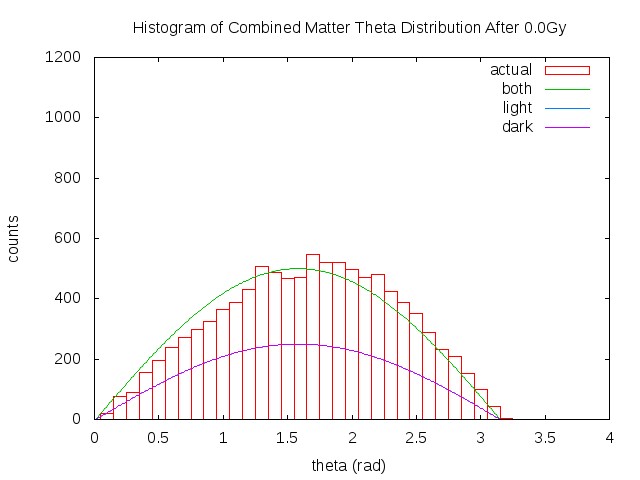 Histogram of Combined Matter Theta Distribution After 0.0Gy
1200
1000
800
600
400
200
0
counts
actual
both
light
dark
0 0.5 1 1.5 2 2.5 3 3.5 4
theta (rad)